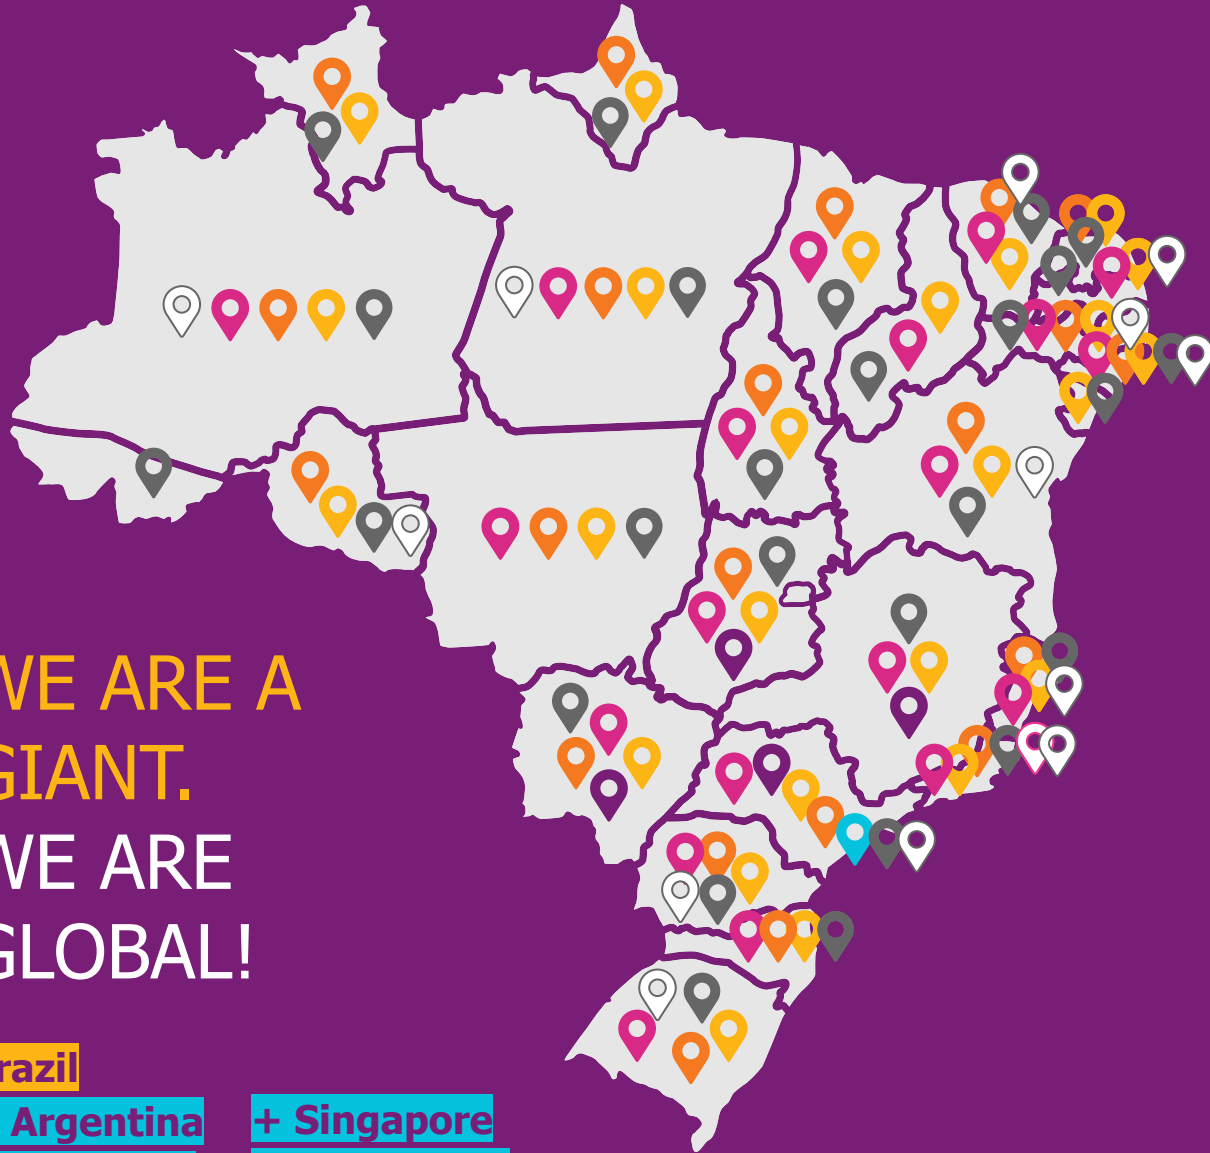 WE ARE A
GIANT.
WE ARE
GLOBAL!
razil
Argentina
+ Singapore